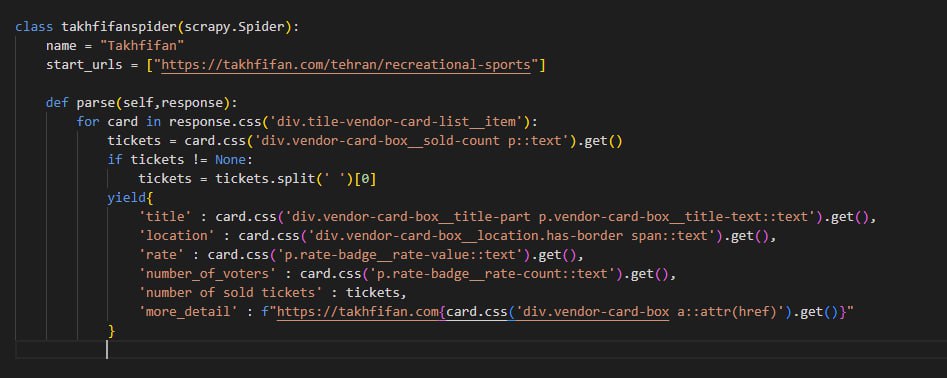 class takhfifanspider(scrapy.Spider):
    name = "Takhfifan"
    start_urls = ["https://takhfifan.com/tehran/recreational-sports"]

    def parse(self,response):
        for card in response.css('div.tile-vendor-card-list__item'):
            tickets = card.css('div.vendor-card-box__sold-count p::text').get()
            if tickets != None:
                tickets = tickets.split(' ')[0]
            yield{
                'title' : card.css('div.vendor-card-box__title-part p.vendor-card-box__title-text::text').get(),
                'location' : card.css('div.vendor-card-box__location.has-border span::text').get(),
                'rate' : card.css('p.rate-badge__rate-value::text').get(),
                'number_of_voters' : card.css('p.rate-badge__rate-count::text').get(),
                'number of sold tickets' : tickets,
                'more_detail' : f"https://takhfifan.com{card.css('div.vendor-card-box a::attr(href)').get()}"
            }